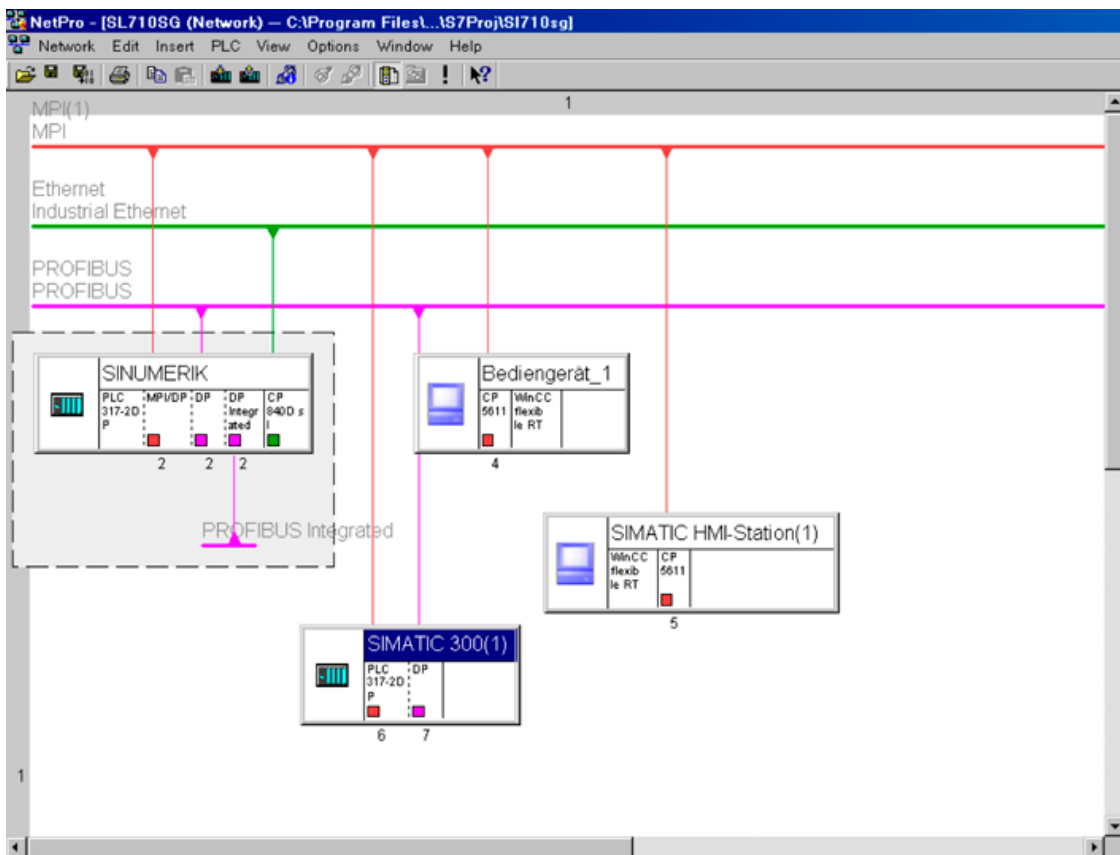 NetPro - [SL710SG (Network) — C:\Program Files\...\S7Proj\SI710sg]
Network Edit Insert PLC View Options Window Help
1
MPI(1)
MPI
Ethernet
Industrial Ethernet
PROFIBUS
PROFIBUS
SINUMERIK
PLC MPI/DP DP DP CP
317-2D Integr 840D s
P ated l
2 2 2
Bediengerät_1
CP WinCC
5611 flexib
le RT
4
PROFIBUS Integrated
SIMATIC HMI-Station(1)
WinCC CP
flexib 5611
le RT
5
SIMATIC 300(1)
PLC DP
317-2D
P
6 7
1